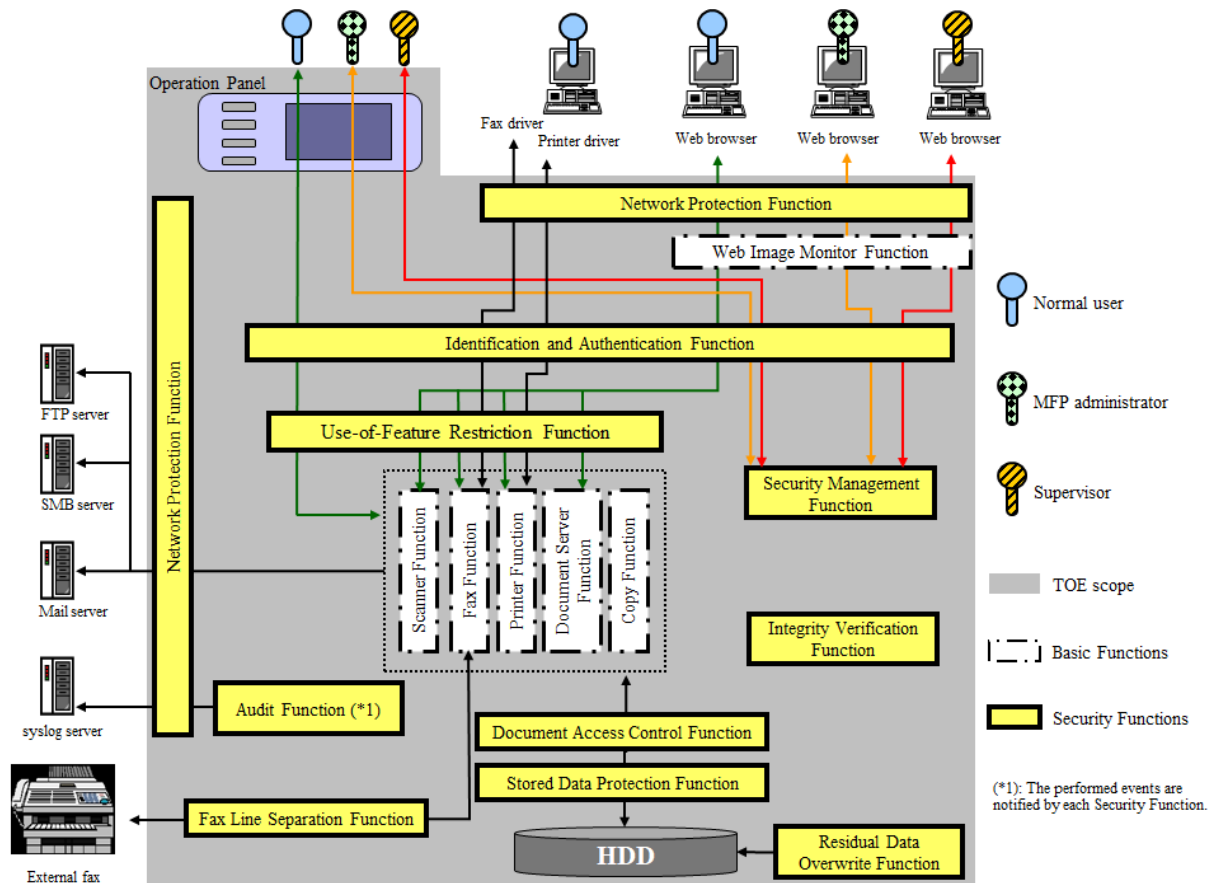 Operation Panel
Fax driver
Printer driver
Web browser
Web browser
Web browser
Network Protection Function
Web Image Monitor Function
Normal user
Identification and Authentication Function
FTP server
MFP administrator
Use-of-Feature Restriction Function
Network Protection Function
SMB server
Security Management
Function
Supervisor
Scanner Function
Fax Function
Printer Function
Document Server
Function
Copy Function
Mail server
TOE scope
Integrity Verification
Function
Basic Functions
Audit Function (*1)
syslog server
Document Access Control Function
Security Functions
Stored Data Protection Function
(*1): The performed events are
notified by each Security Function.
Fax Line Separation Function
HDD
Residual Data
Overwrite Function
External fax